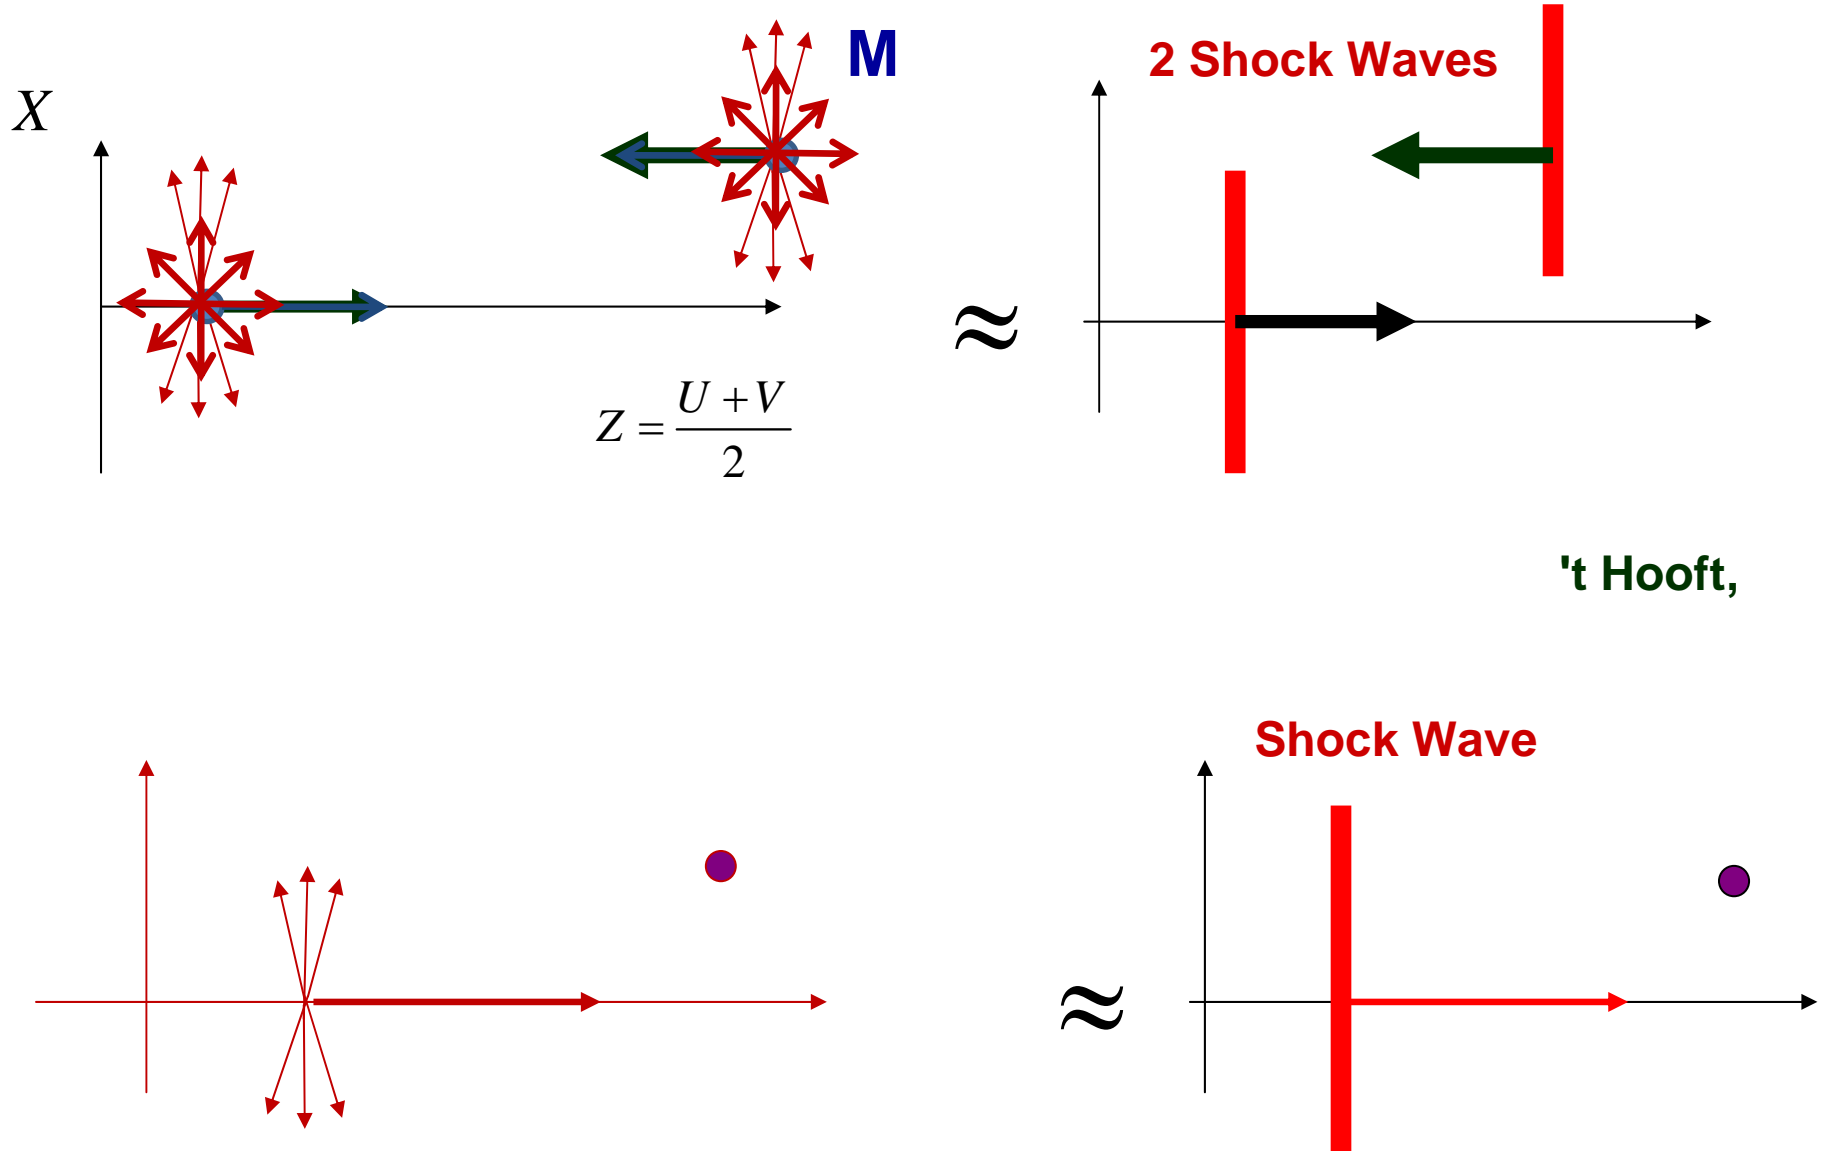 M
2 Shock Waves
X
≈
Z = (U + V)/2
't Hooft,
Shock Wave
≈